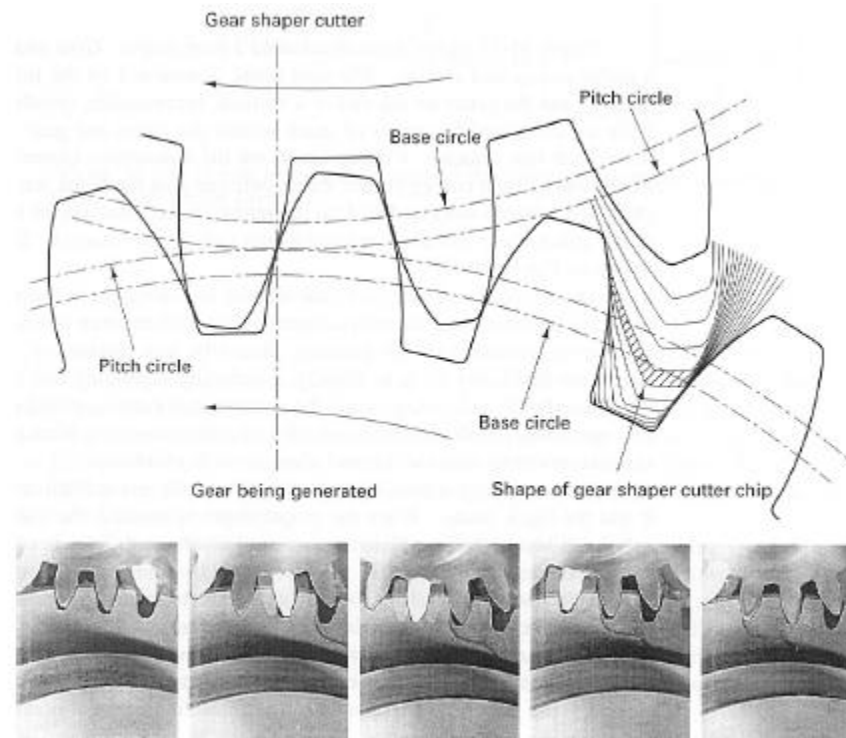 Gear shaper cutter
Pitch circle
Base circle
Pitch circle
Base circle
Gear being generated
Shape of gear shaper cutter chip